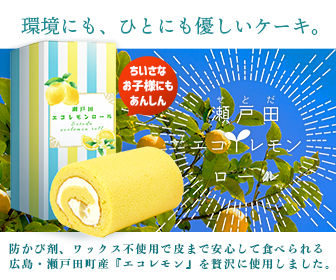 環境にも、ひとにも優しいケーキ。
瀬戸田
エコレモンロール
Setoda
ecolemon roll
ちいさな
お子様にも
あんしん
せとだ
瀬戸田
エコレモン
ロール
防かび剤、ワックス不使用で皮まで安心して食べられる
広島・瀬戸田町産『エコレモン』を贅沢に使用しました。